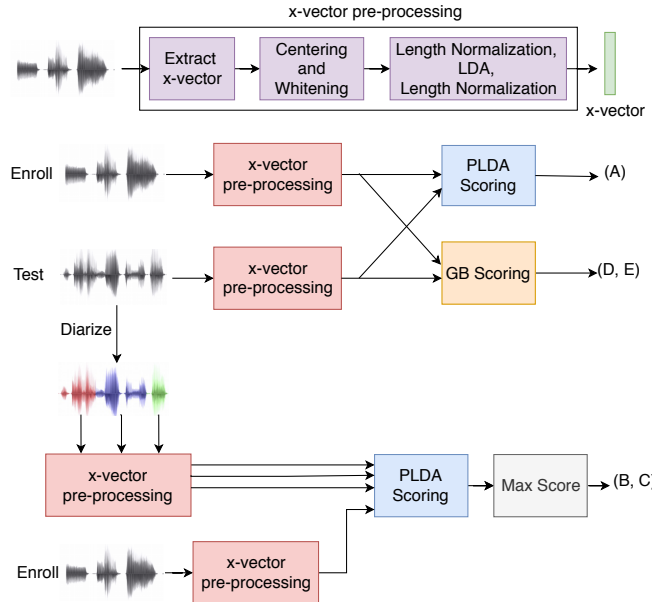 x-vector pre-processing
Extract
x-vector
Centering
and
Whitening
Length Normalization,
LDA,
Length Normalization
x-vector
Enroll
x-vector
pre-processing
PLDA
Scoring
(A)
Test
x-vector
pre-processing
GB Scoring
(D, E)
Diarize
x-vector
pre-processing
PLDA
Scoring
Max Score
(B, C)
Enroll
x-vector
pre-processing